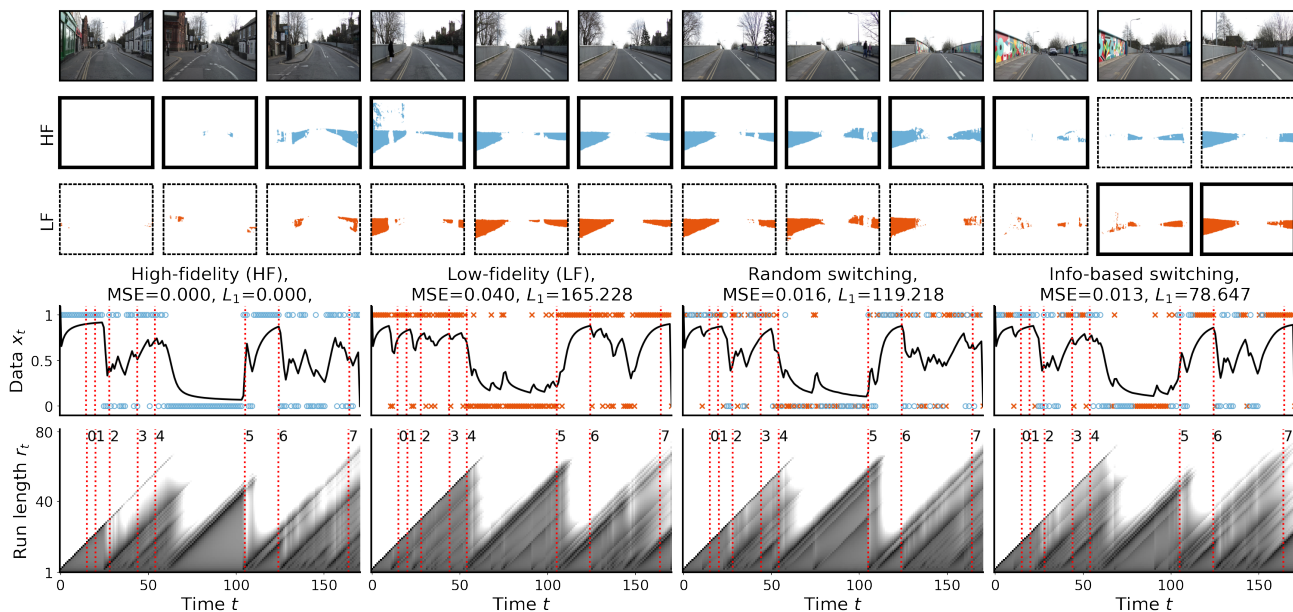 HF
LF
High-fidelity (HF),
MSE=0.000, L₁=0.000,
Low-fidelity (LF),
MSE=0.040, L₁=165.228
Random switching,
MSE=0.016, L₁=119.218
Info-based switching,
MSE=0.013, L₁=78.647
Data xₜ
1
0.5
0
Run length rₜ
80
40
1
01 2 3 4 5 6 7
01 2 3 4 5 6 7
01 2 3 4 5 6 7
01 2 3 4 5 6 7
0 50 100 150
0 50 100 150
0 50 100 150
0 50 100 150
Time t
Time t
Time t
Time t